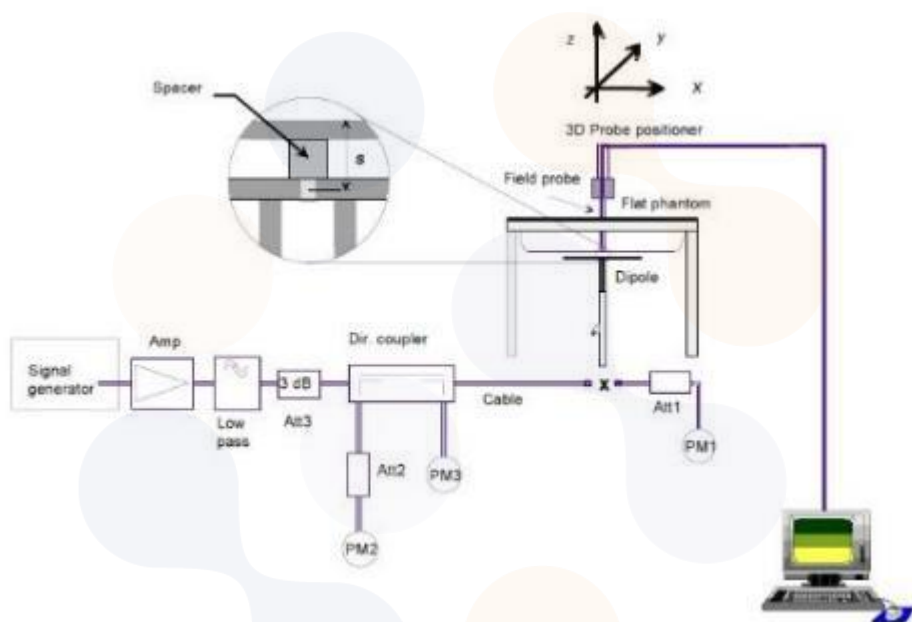 z
y
x
Spacer
s
3D Probe positioner
Field probe
Flat phantom
Dipole
Signal
generator
Amp
Low
pass
3 dB
Att3
Dir. coupler
Cable
x
Att1
PM1
Att2
PM3
PM2